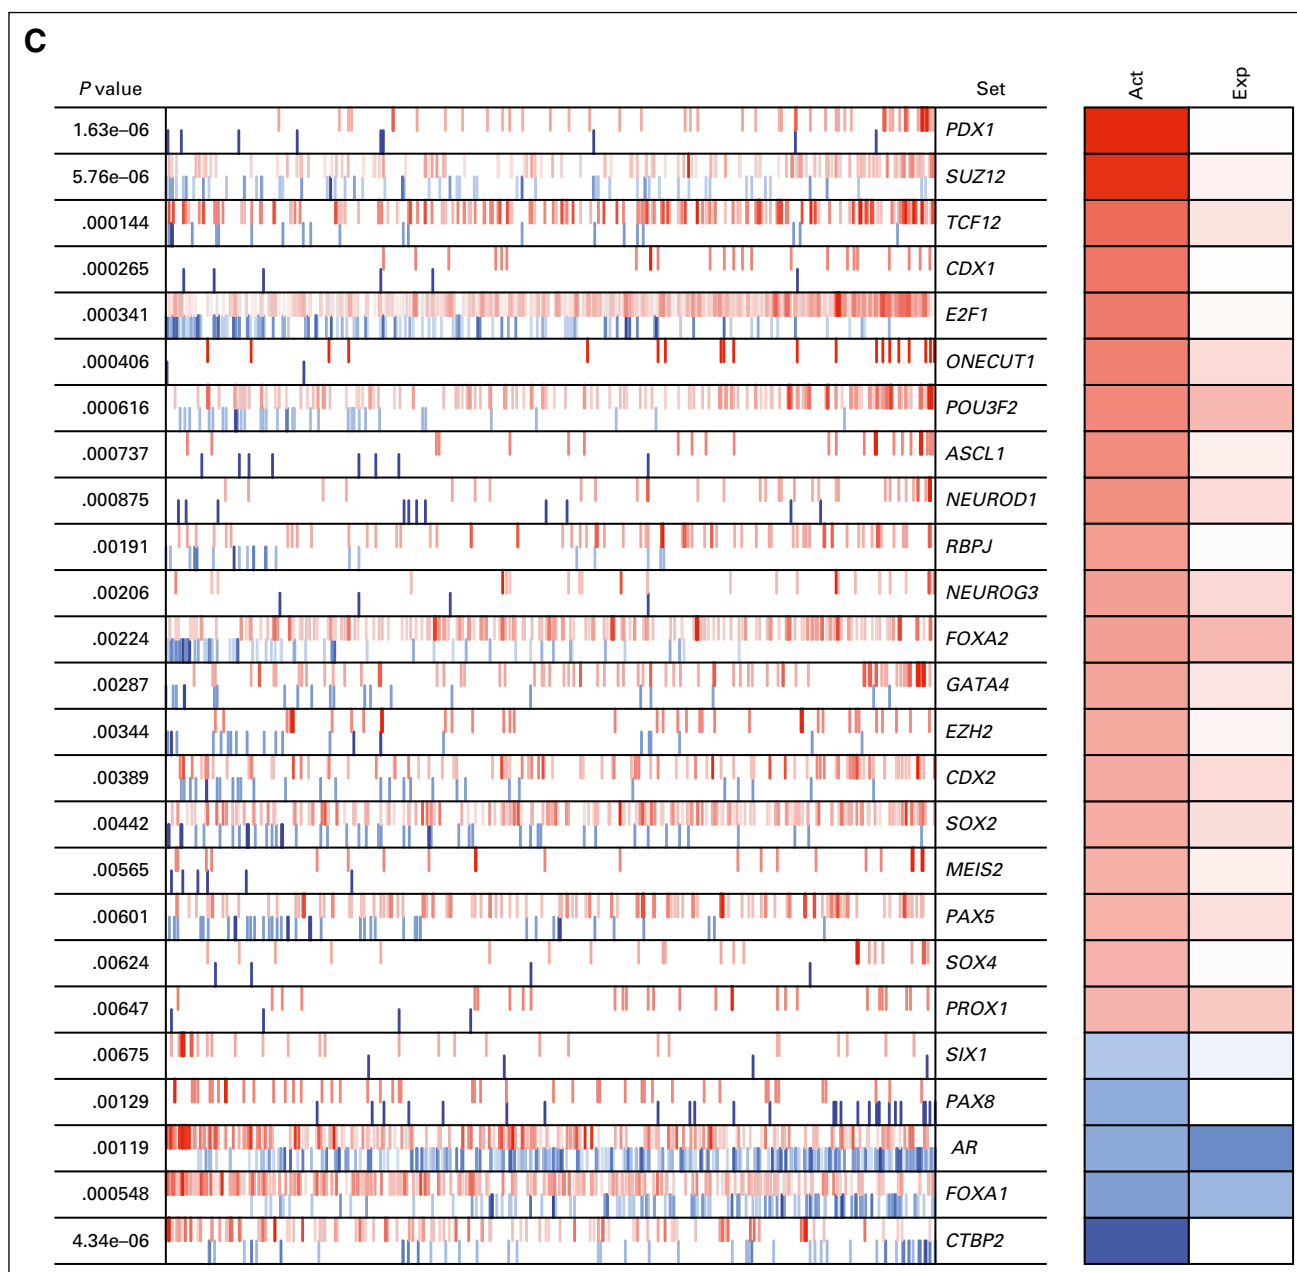 C
P value Set Act Exp
1.63e–06 PDX1
5.76e–06 SUZ12
.000144 TCF12
.000265 CDX1
.000341 E2F1
.000406 ONECUT1
.000616 POU3F2
.000737 ASCL1
.000875 NEUROD1
.00191 RBPJ
.00206 NEUROG3
.00224 FOXA2
.00287 GATA4
.00344 EZH2
.00389 CDX2
.00442 SOX2
.00565 MEIS2
.00601 PAX5
.00624 SOX4
.00647 PROX1
.00675 SIX1
.00129 PAX8
.00119 AR
.000548 FOXA1
4.34e–06 CTBP2